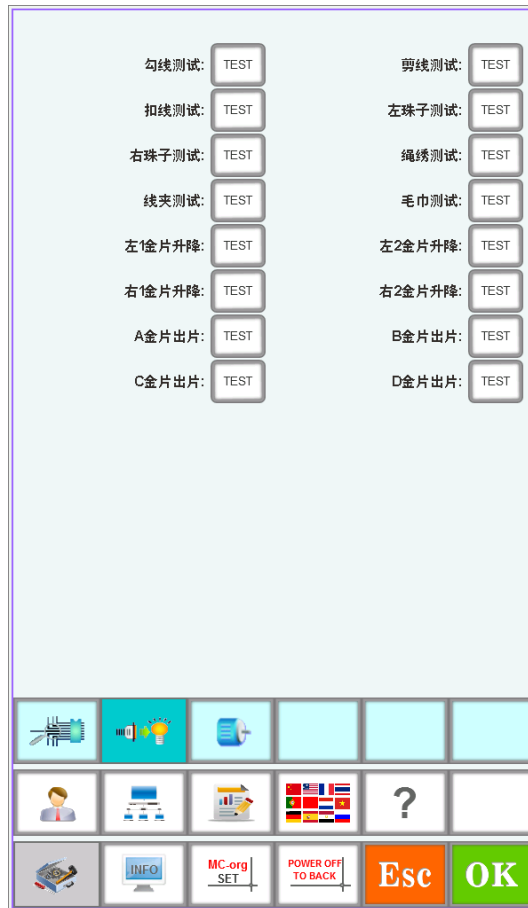 勾线测试: TEST 剪线测试: TEST
扣线测试: TEST 左珠子测试: TEST
右珠子测试: TEST 绳绣测试: TEST
线夹测试: TEST 毛巾测试: TEST
左1金片升降: TEST 左2金片升降: TEST
右1金片升降: TEST 右2金片升降: TEST
A金片出片: TEST B金片出片: TEST
C金片出片: TEST D金片出片: TEST
?
INFO
MC-org
SET
POWER OFF
TO BACK
Esc
OK